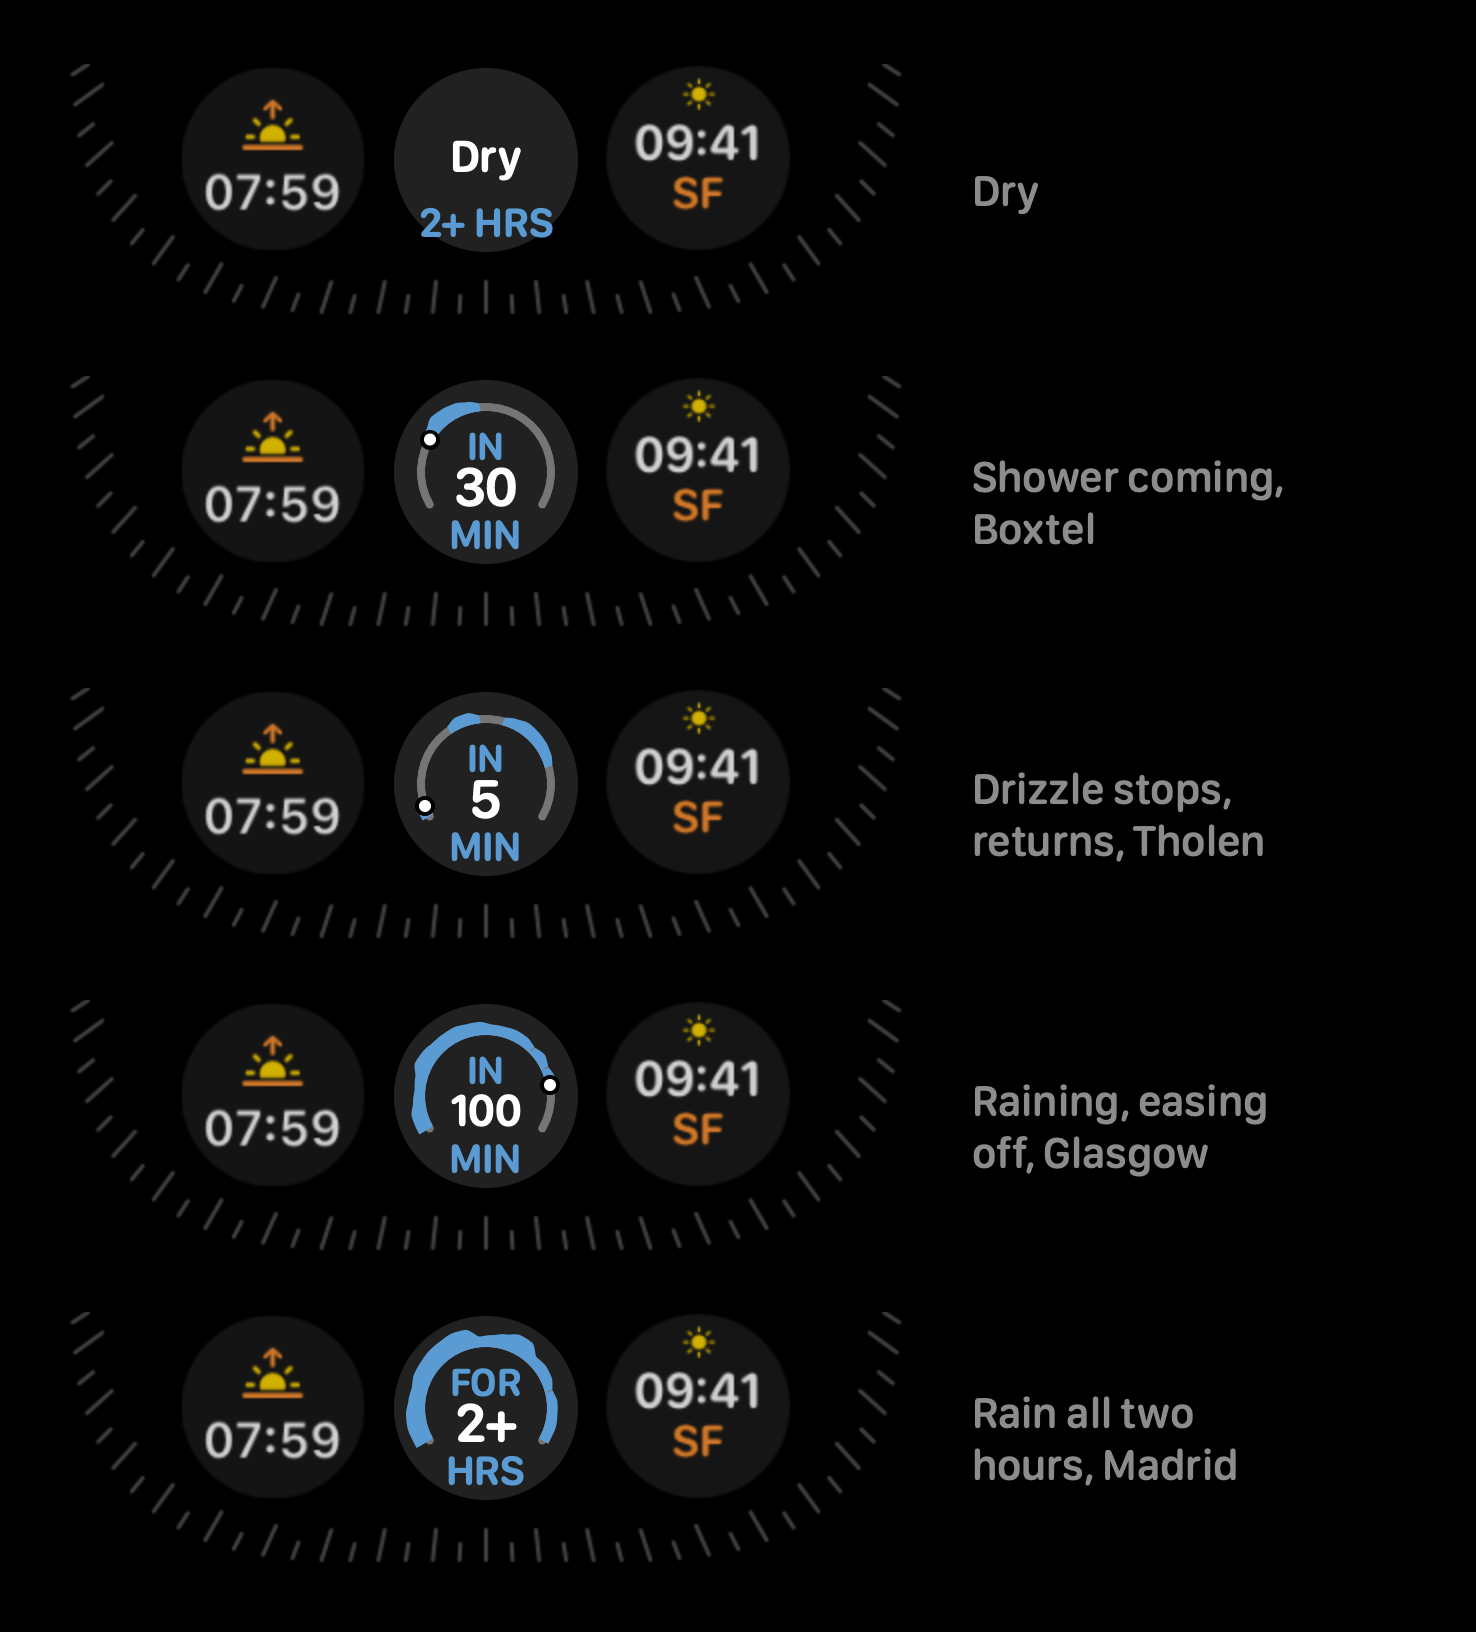 07:59
Dry
2+ HRS
09:41
SF
Dry
07:59
IN
30
MIN
09:41
SF
Shower coming,
Boxtel
07:59
IN
5
MIN
09:41
SF
Drizzle stops,
returns, Tholen
07:59
IN
100
MIN
09:41
SF
Raining, easing
off, Glasgow
07:59
FOR
2+
HRS
09:41
SF
Rain all two
hours, Madrid